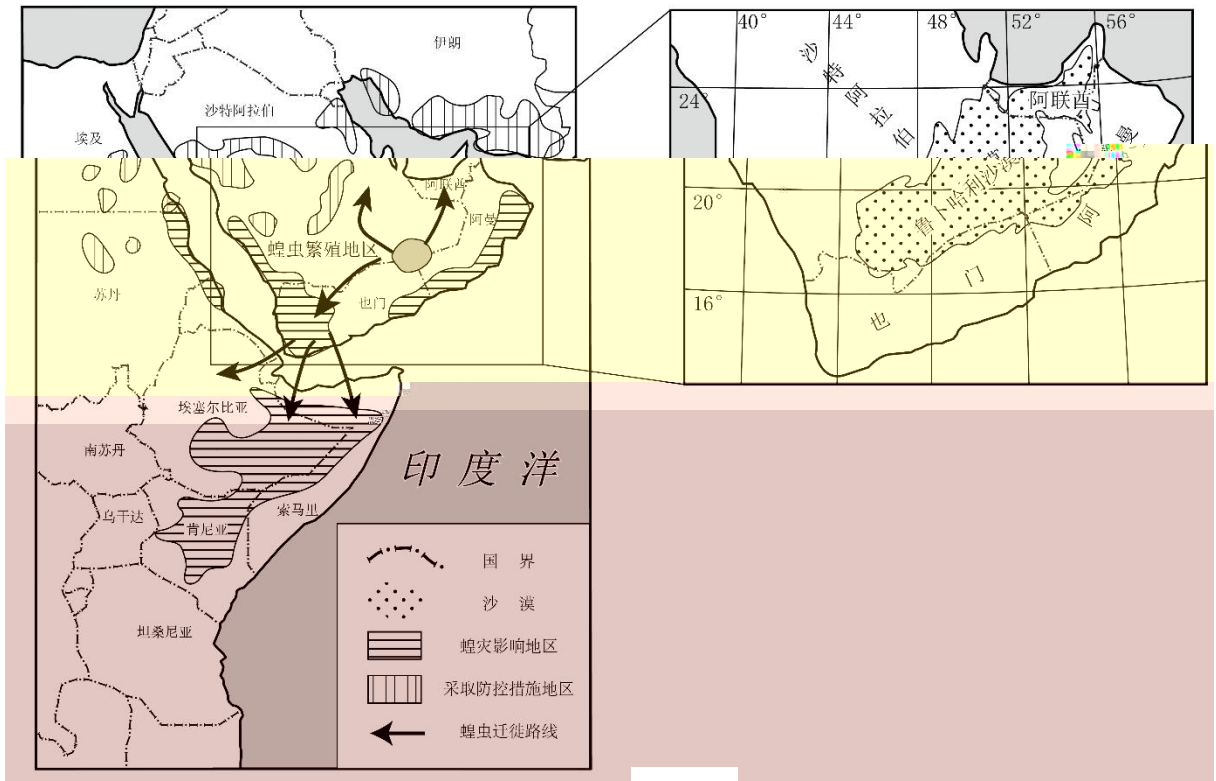 伊朗
沙特阿拉伯
埃及
阿联酋
阿曼
蝗虫繁殖地区
苏丹
也门
埃塞尔比亚
南苏丹
印度洋
索马里
乌干达
肯尼亚
坦桑尼亚
国界
沙漠
蝗灾影响地区
采取防控措施地区
蝗虫迁徙路线
40° 44° 48° 52° 56°
沙特阿拉伯
24°
阿联酋
曼
20°
鲁卜哈利沙漠
阿
16°
也门